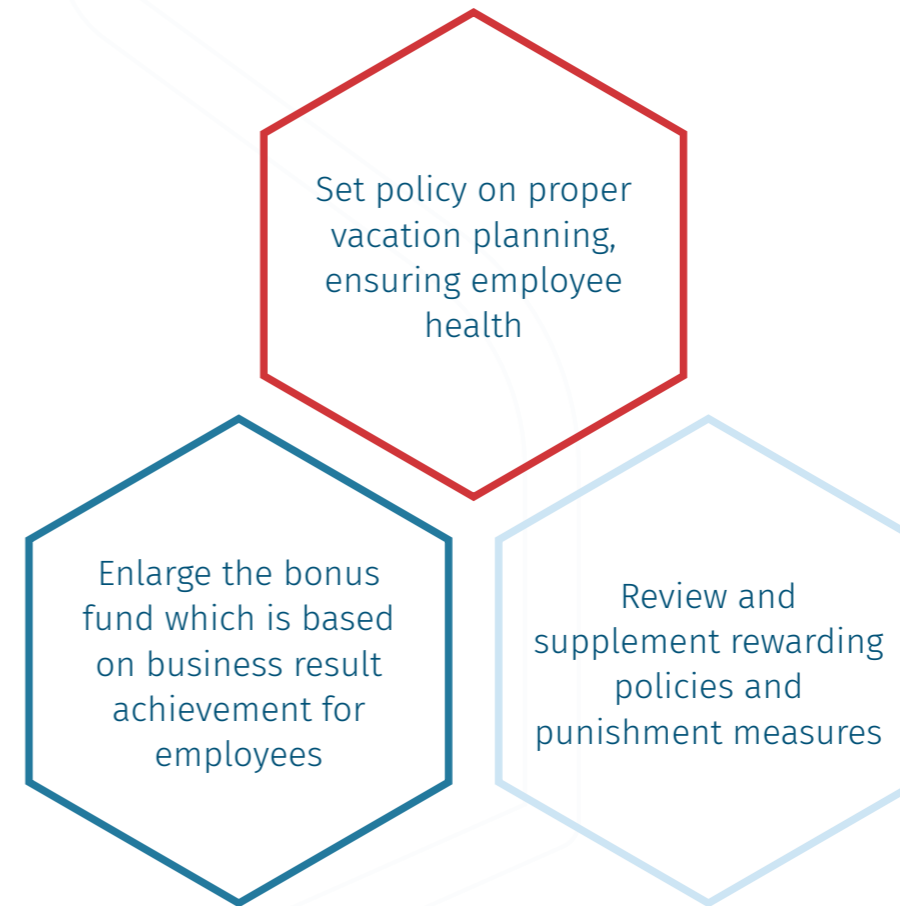 Set policy on proper
vacation planning,
ensuring employee
health
Enlarge the bonus
fund which is based
on business result
achievement for
employees
Review and
supplement rewarding
policies and
punishment measures